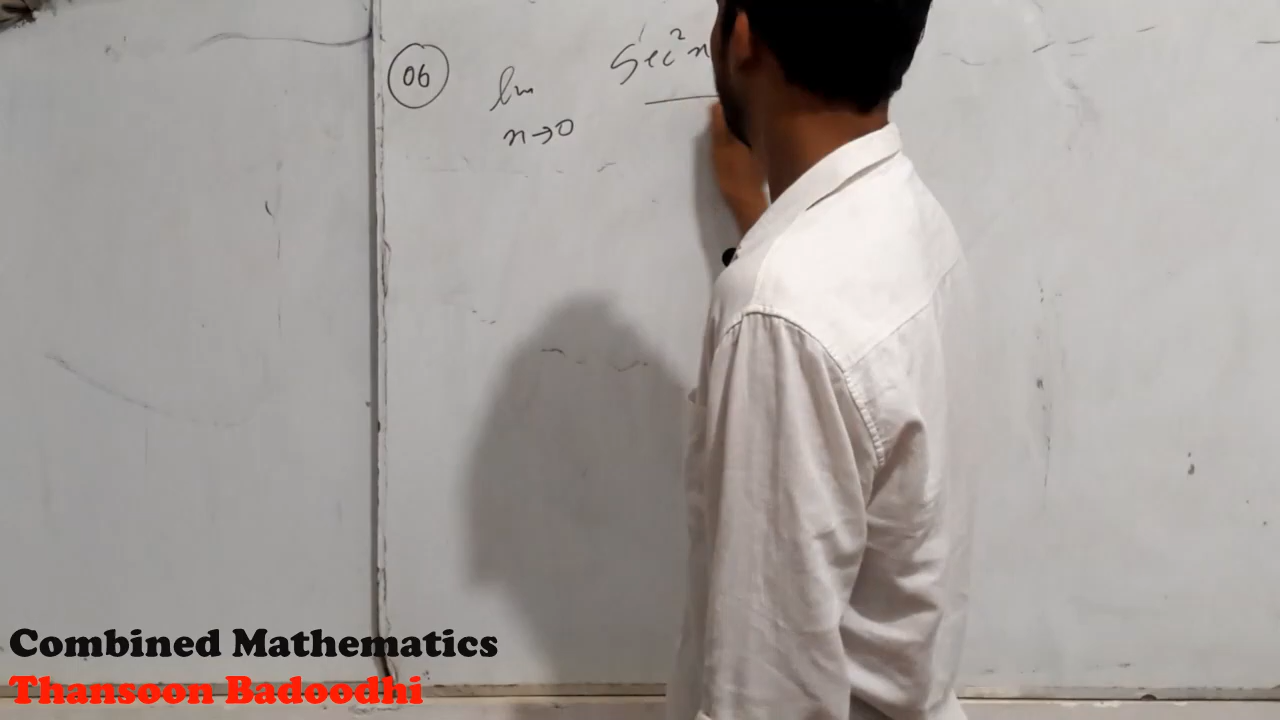 06 lim Sec²x
x→0
Combined Mathematics
Thansoon Badoodhi